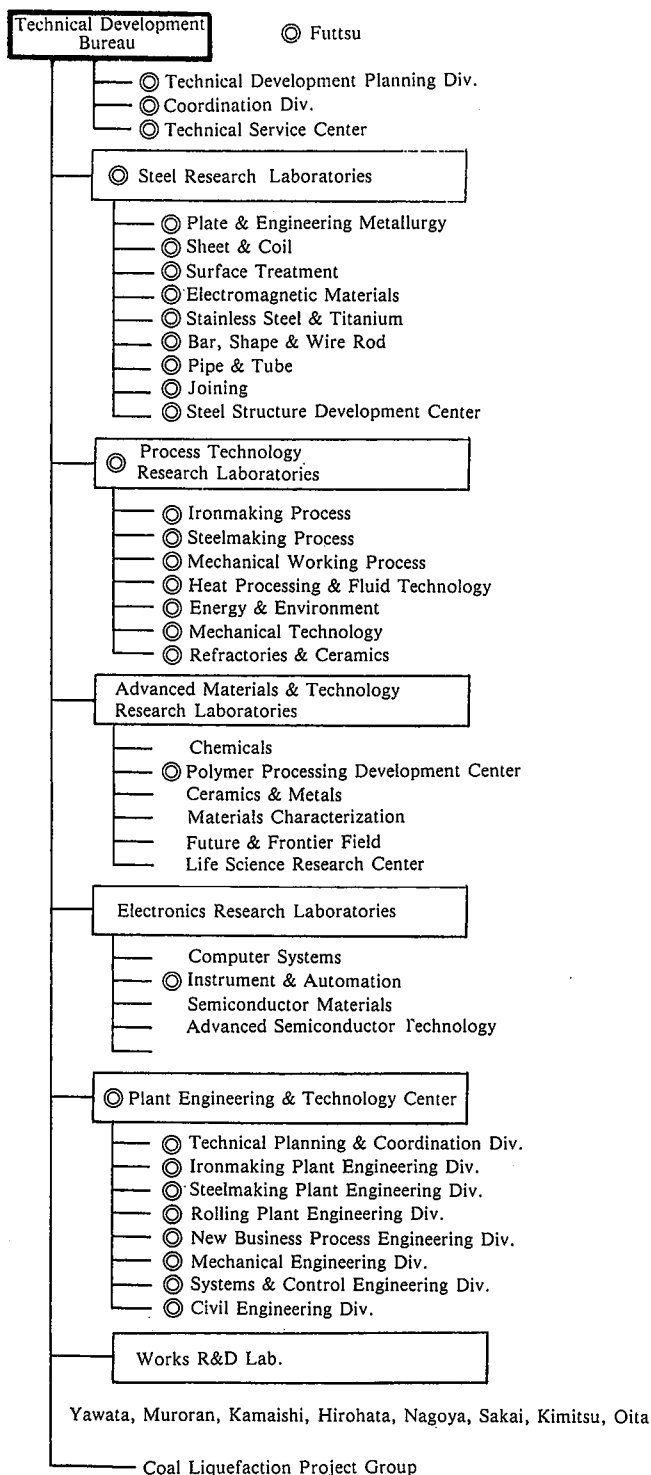 Technical Development
Bureau
◎ Futtsu
◎ Technical Development Planning Div.
◎ Coordination Div.
◎ Technical Service Center
◎ Steel Research Laboratories
◎ Plate & Engineering Metallurgy
◎ Sheet & Coil
◎ Surface Treatment
◎ Electromagnetic Materials
◎ Stainless Steel & Titanium
◎ Bar, Shape & Wire Rod
◎ Pipe & Tube
◎ Joining
◎ Steel Structure Development Center
◎ Process Technology
Research Laboratories
◎ Ironmaking Process
◎ Steelmaking Process
◎ Mechanical Working Process
◎ Heat Processing & Fluid Technology
◎ Energy & Environment
◎ Mechanical Technology
◎ Refractories & Ceramics
Advanced Materials & Technology
Research Laboratories
Chemicals
◎ Polymer Processing Development Center
Ceramics & Metals
Materials Characterization
Future & Frontier Field
Life Science Research Center
Electronics Research Laboratories
Computer Systems
◎ Instrument & Automation
Semiconductor Materials
Advanced Semiconductor Technology
◎ Plant Engineering & Technology Center
◎ Technical Planning & Coordination Div.
◎ Ironmaking Plant Engineering Div.
◎ Steelmaking Plant Engineering Div.
◎ Rolling Plant Engineering Div.
◎ New Business Process Engineering Div.
◎ Mechanical Engineering Div.
◎ Systems & Control Engineering Div.
◎ Civil Engineering Div.
Works R&D Lab.
Yawata, Muroran, Kamaishi, Hirohata, Nagoya, Sakai, Kimitsu, Oita
Coal Liquefaction Project Group